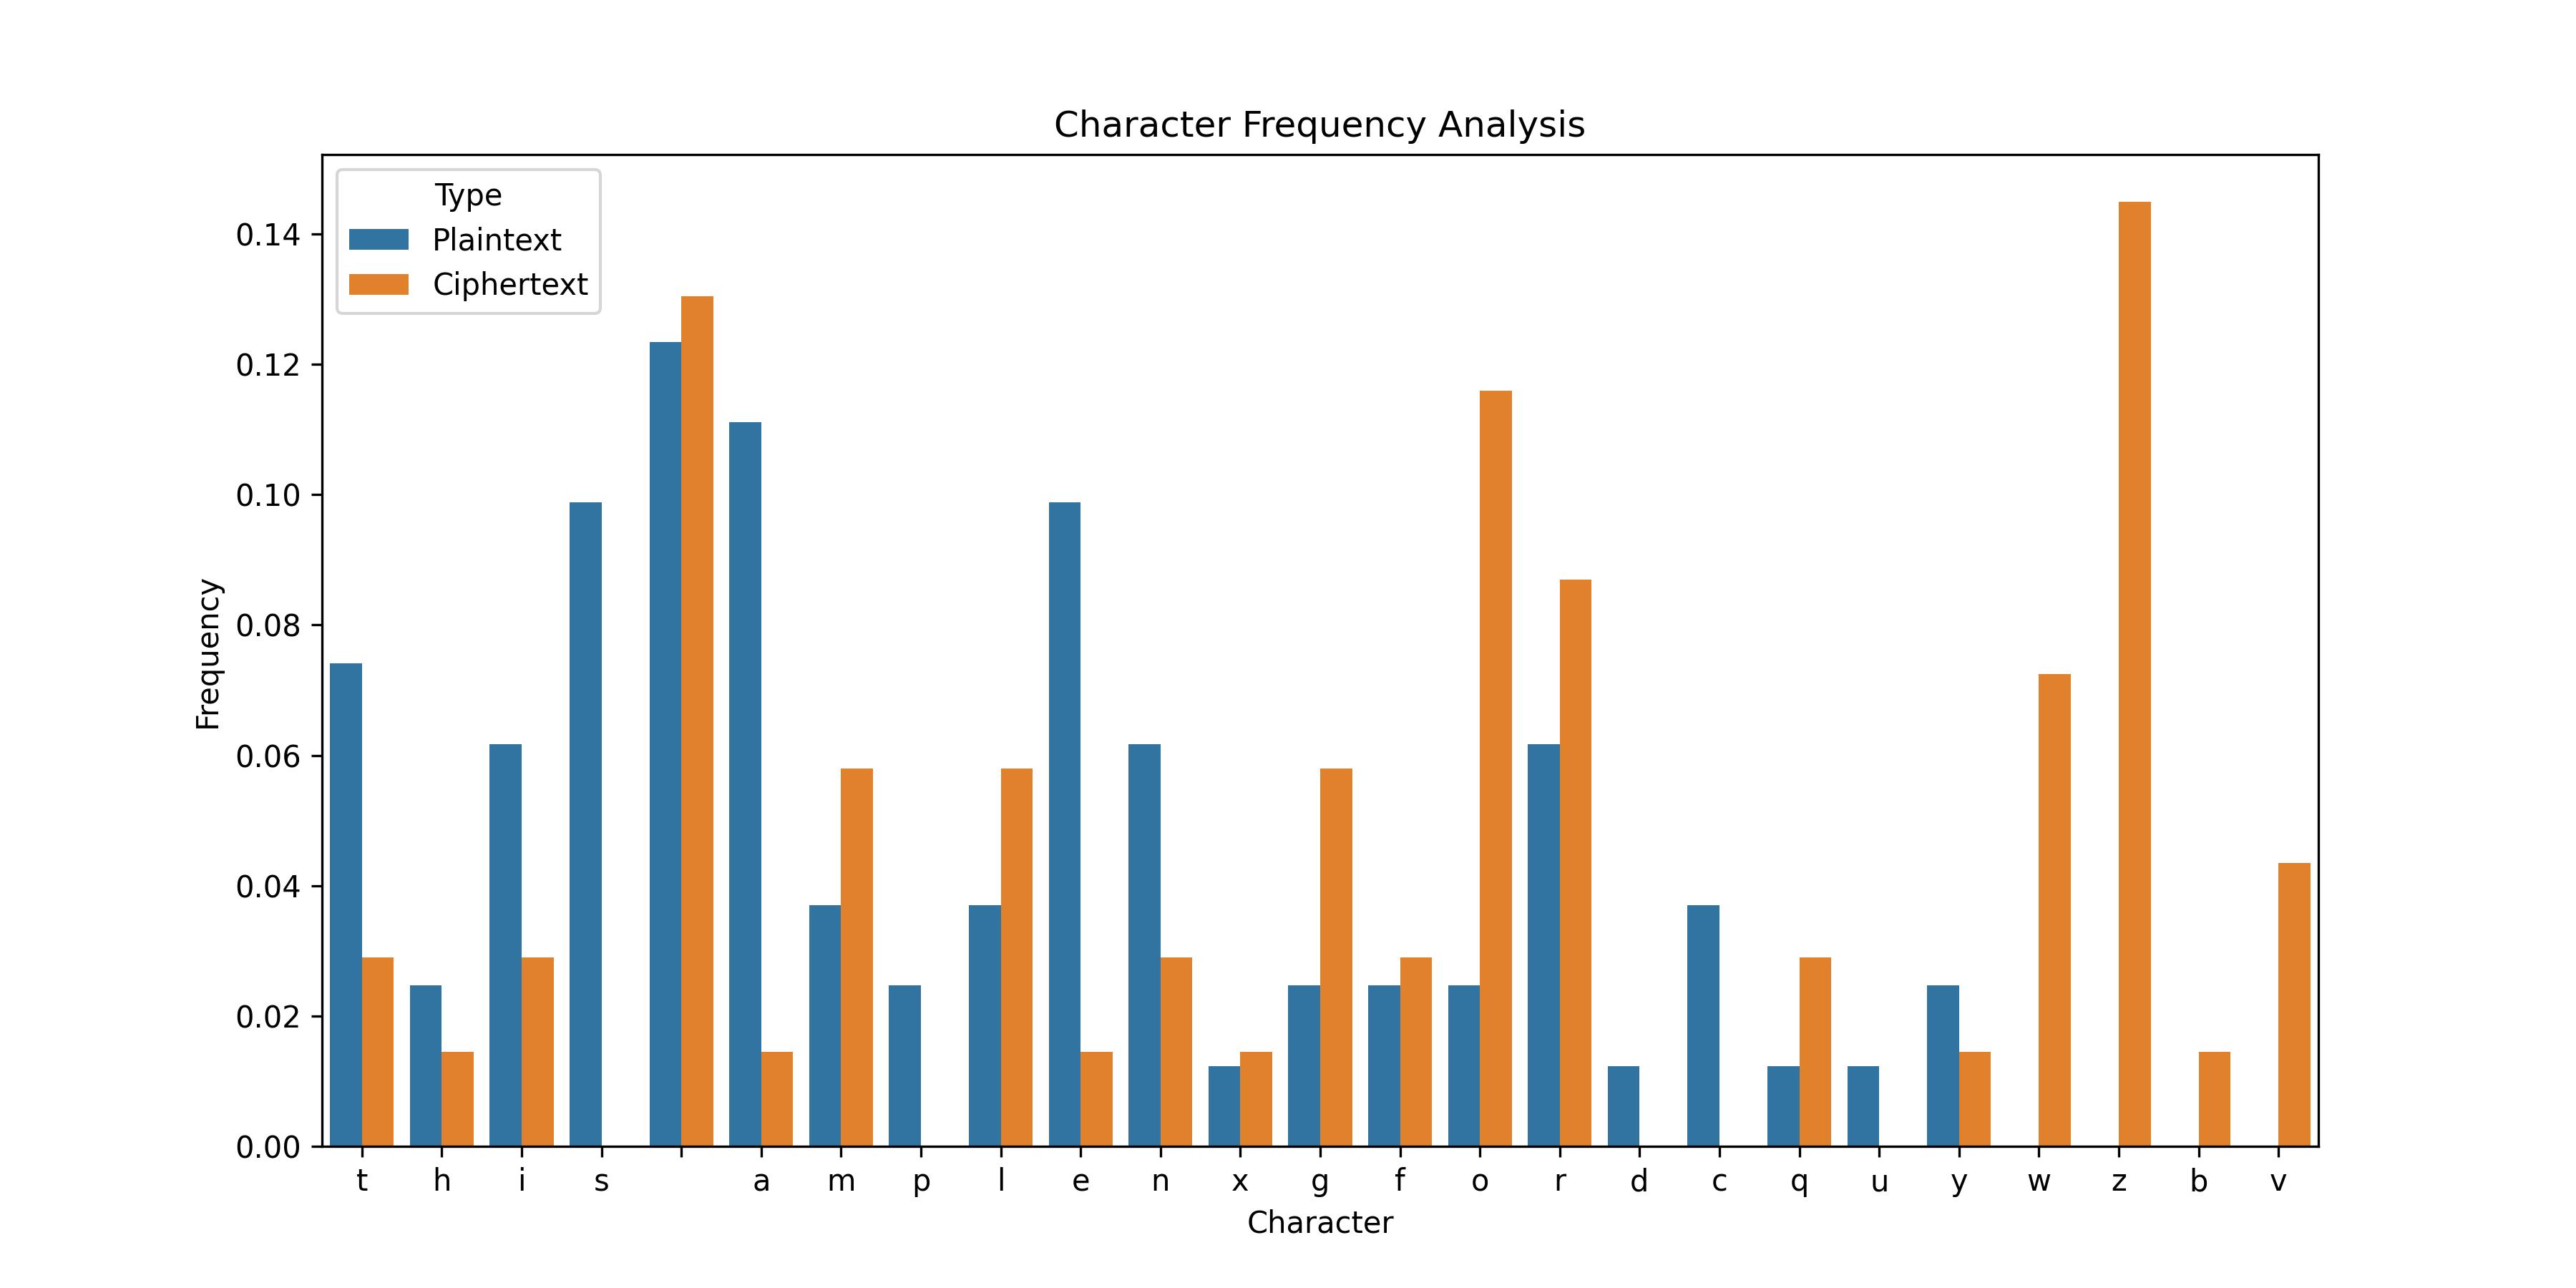 Character Frequency Analysis
Type
Plaintext
Ciphertext
0.14
0.12
0.10
0.08
0.06
0.04
0.02
0.00
Frequency
t h i s a m p l e n x g f o r d c q u y w z b v
Character